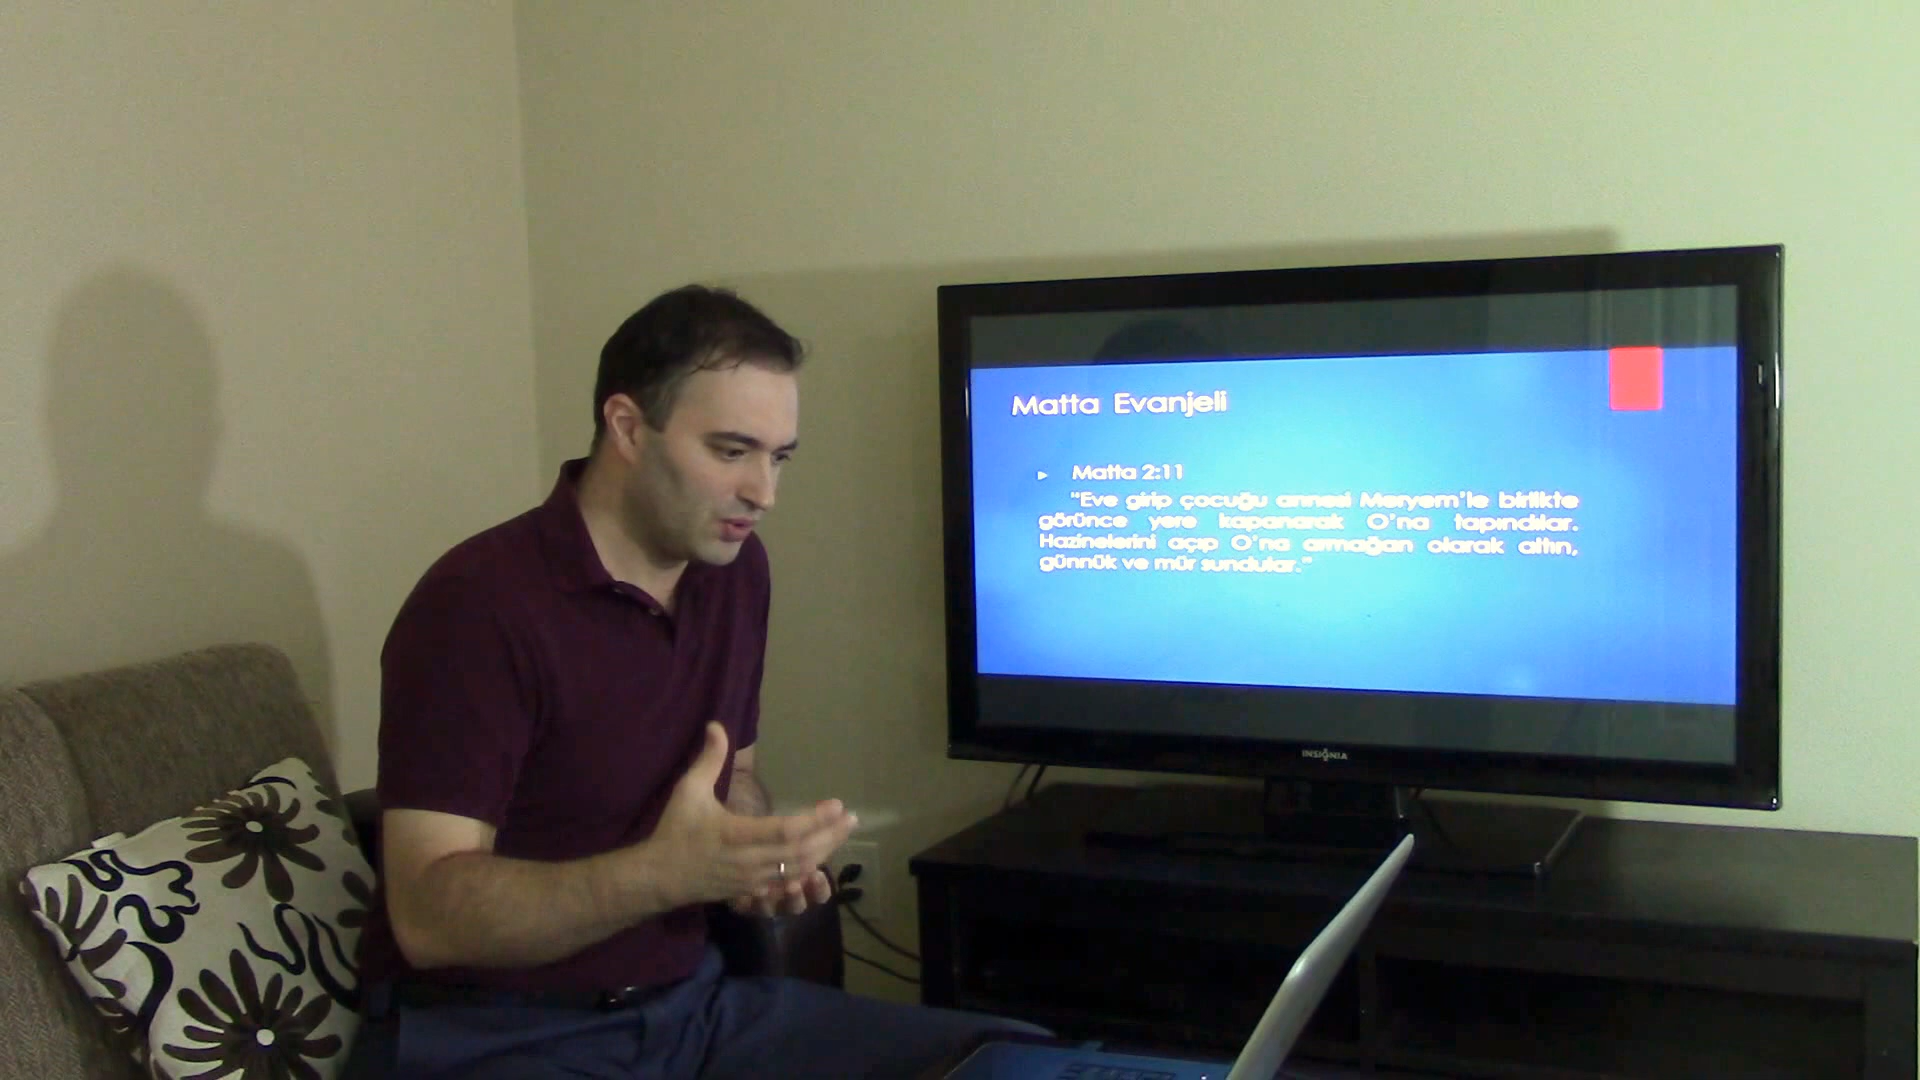 Matta Evanjeli
Matta 2:11
"Eve girip çocuğu annesi Meryem'le birlikte
görünce yere kapanarak O'na tapındılar.
Hazinelerini açıp O'na armağan olarak altın,
günnük ve mür sundular."
INSIGNIA